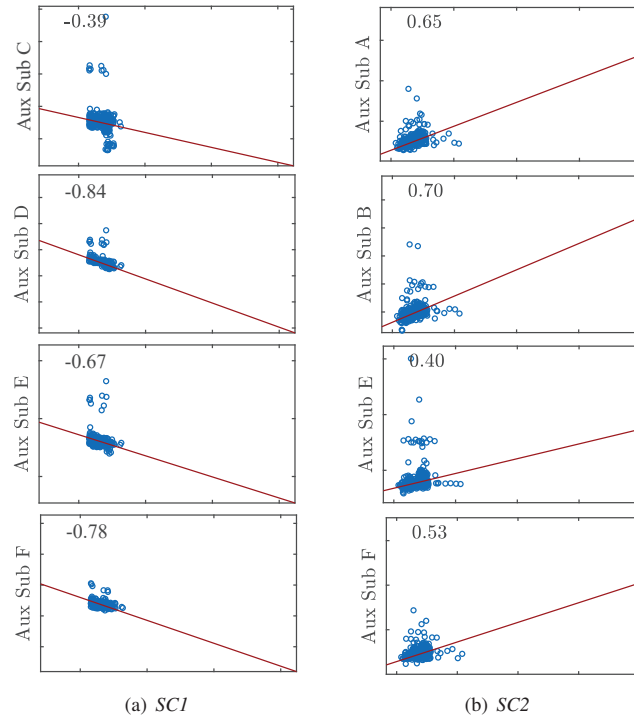 -0.39
Aux Sub C
-0.84
Aux Sub D
-0.67
Aux Sub E
-0.78
Aux Sub F
(a) SC1
0.65
Aux Sub A
0.70
Aux Sub B
0.40
Aux Sub E
0.53
Aux Sub F
(b) SC2